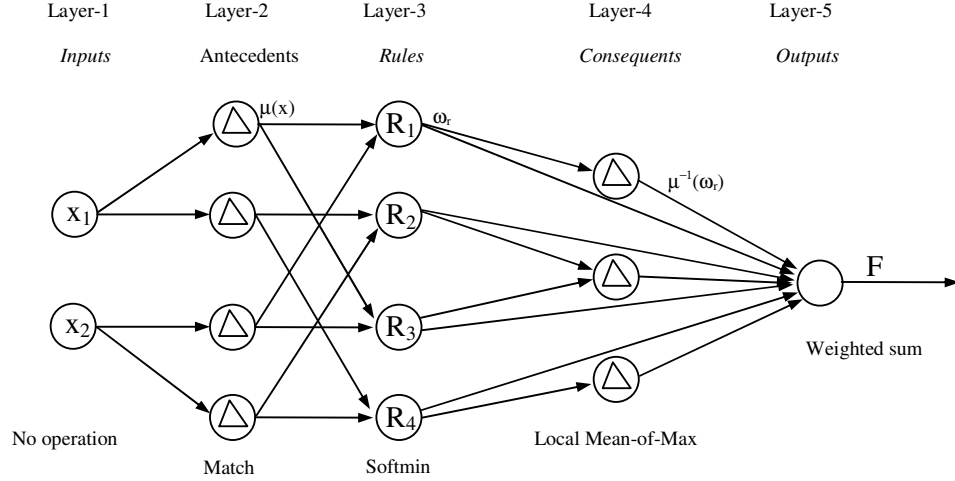 Layer-1 Layer-2 Layer-3 Layer-4 Layer-5
Inputs Antecedents Rules Consequents Outputs
μ(x)
R₁ ωᵣ
μ⁻¹(ωᵣ)
x₁
R₂
F
x₂
R₃
Weighted sum
R₄
No operation
Local Mean-of-Max
Match
Softmin